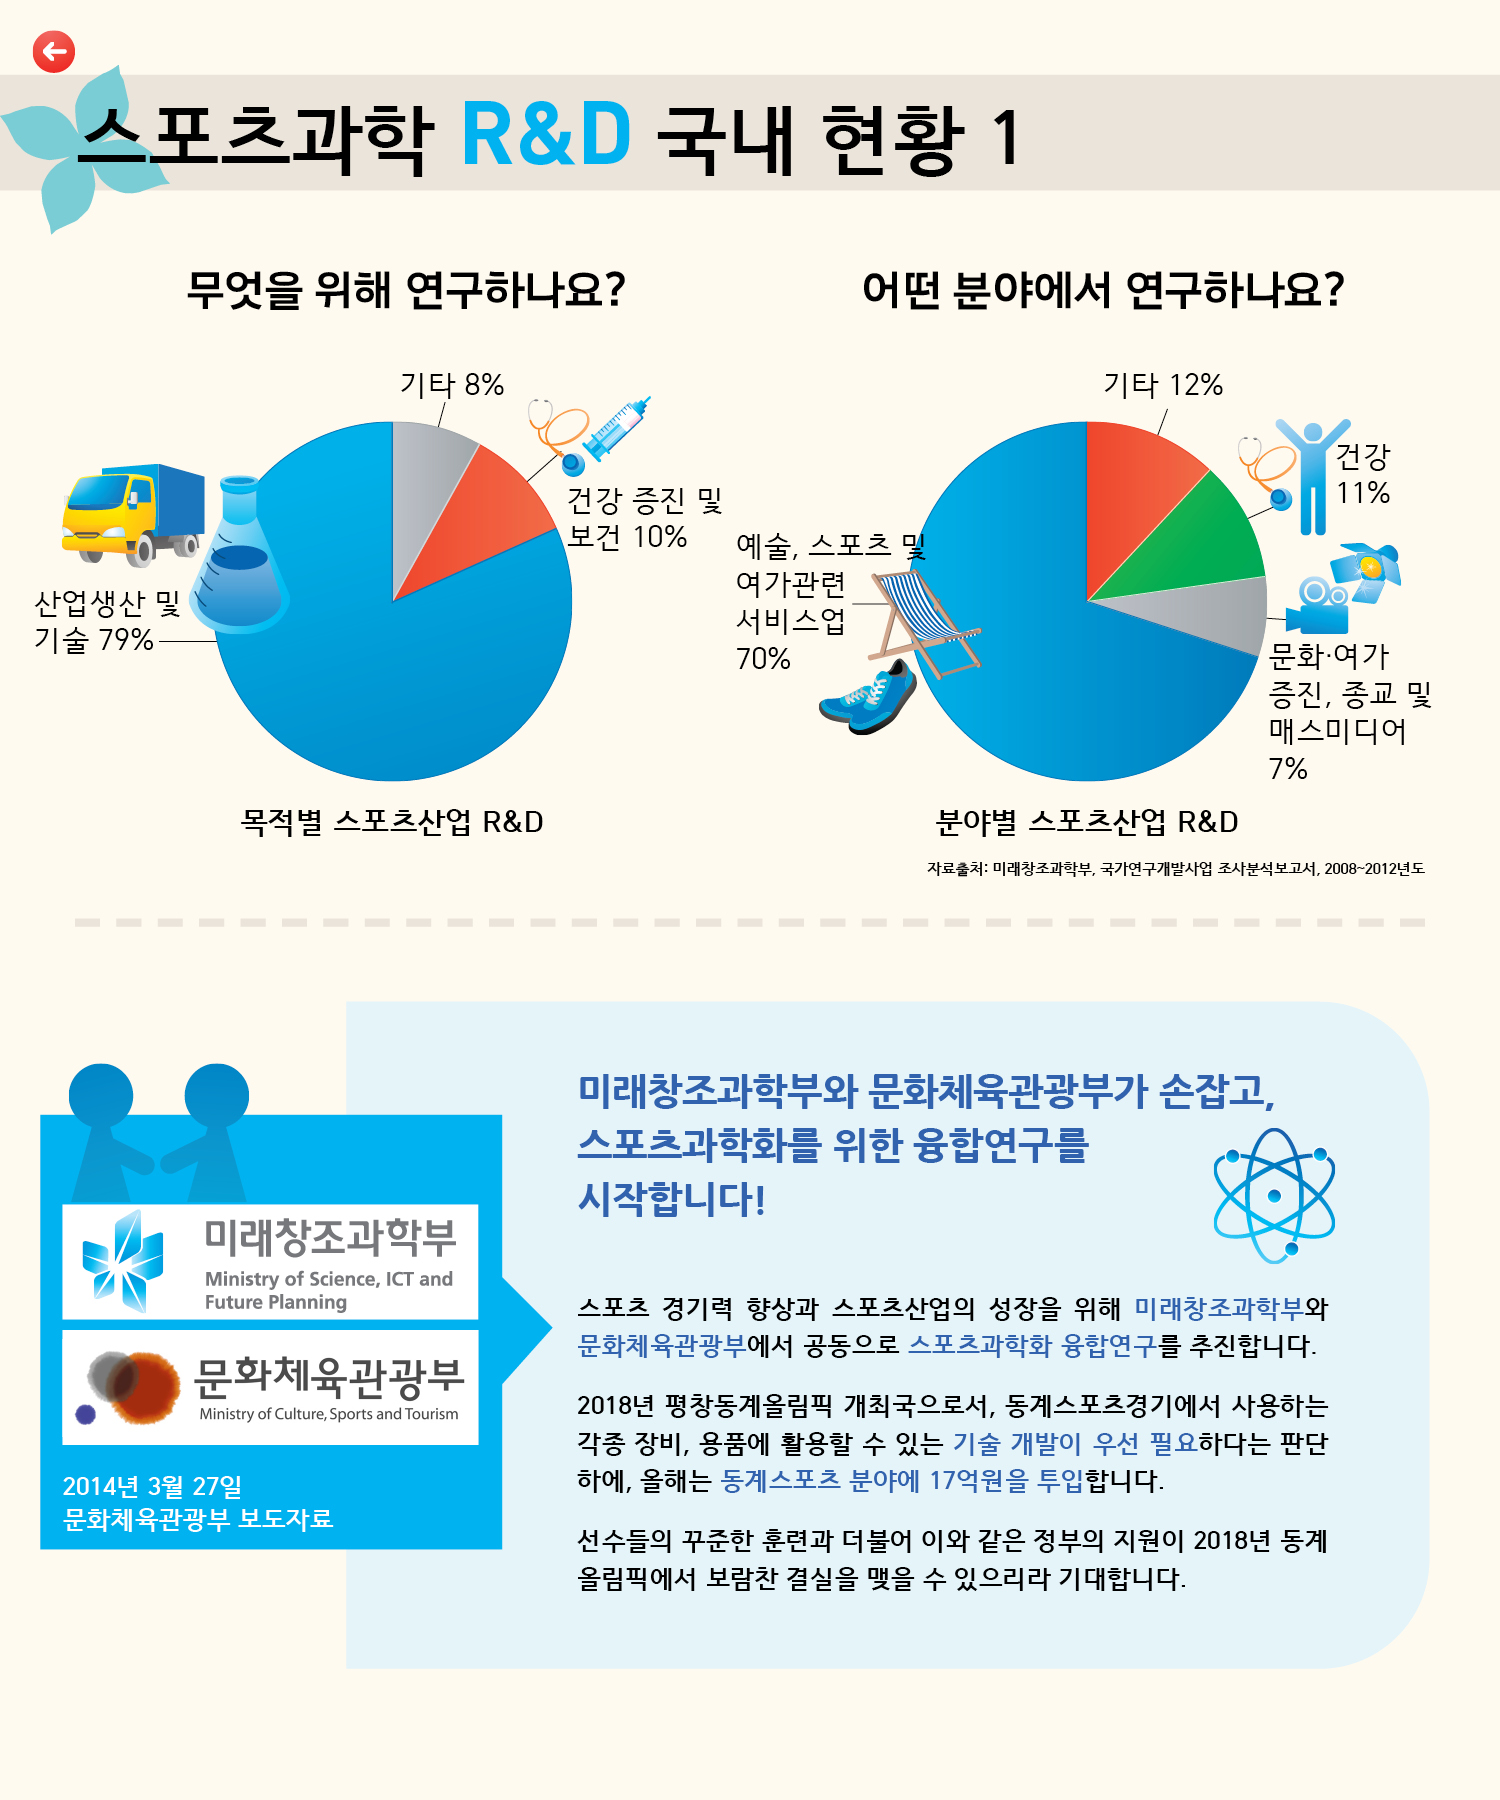 스포츠과학 R&D 국내 현황 1
무엇을 위해 연구하나요?
기타 8%
건강 증진 및
보건 10%
산업생산 및
기술 79%
목적별 스포츠산업 R&D
어떤 분야에서 연구하나요?
기타 12%
건강
11%
예술, 스포츠 및
여가관련
서비스업
70%
문화·여가
증진, 종교 및
매스미디어
7%
분야별 스포츠산업 R&D
자료출처: 미래창조과학부, 국가연구개발사업 조사분석보고서, 2008~2012년도
미래창조과학부
Ministry of Science, ICT and
Future Planning
문화체육관광부
Ministry of Culture, Sports and Tourism
2014년 3월 27일
문화체육관광부 보도자료
미래창조과학부와 문화체육관광부가 손잡고,
스포츠과학화를 위한 융합연구를
시작합니다!
스포츠 경기력 향상과 스포츠산업의 성장을 위해 미래창조과학부와
문화체육관광부에서 공동으로 스포츠과학화 융합연구를 추진합니다.
2018년 평창동계올림픽 개최국으로서, 동계스포츠경기에서 사용하는
각종 장비, 용품에 활용할 수 있는 기술 개발이 우선 필요하다는 판단
하에, 올해는 동계스포츠 분야에 17억원을 투입합니다.
선수들의 꾸준한 훈련과 더불어 이와 같은 정부의 지원이 2018년 동계
올림픽에서 보람찬 결실을 맺을 수 있으리라 기대합니다.